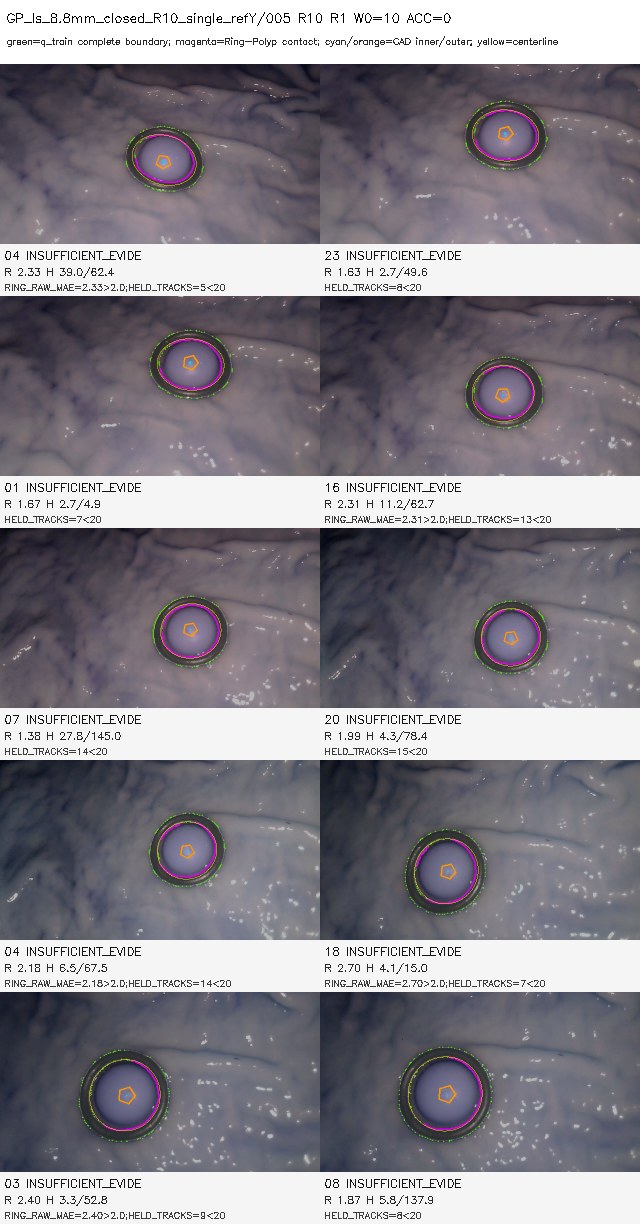 GP_Is_8.8mm_closed_R10_single_refY/005 R10 R1 W0=10 ACC=0
green=q_train complete boundary; magenta=Ring-Polyp contact; cyan/orange=CAD inner/outer; yellow=centerline
04 INSUFFICIENT_EVIDE
R 2.33 H 39.0/62.4
RING_RAW_MAE=2.33>2.0;HELD_TRACKS=5<20
23 INSUFFICIENT_EVIDE
R 1.63 H 2.7/49.6
HELD_TRACKS=8<20
01 INSUFFICIENT_EVIDE
R 1.67 H 2.7/4.9
HELD_TRACKS=7<20
16 INSUFFICIENT_EVIDE
R 2.31 H 11.2/62.7
RING_RAW_MAE=2.31>2.0;HELD_TRACKS=13<20
07 INSUFFICIENT_EVIDE
R 1.38 H 27.8/145.0
HELD_TRACKS=14<20
20 INSUFFICIENT_EVIDE
R 1.99 H 4.3/78.4
HELD_TRACKS=15<20
04 INSUFFICIENT_EVIDE
R 2.18 H 6.5/67.5
RING_RAW_MAE=2.18>2.0;HELD_TRACKS=14<20
18 INSUFFICIENT_EVIDE
R 2.70 H 4.1/15.0
RING_RAW_MAE=2.70>2.0;HELD_TRACKS=7<20
03 INSUFFICIENT_EVIDE
R 2.40 H 3.3/52.8
RING_RAW_MAE=2.40>2.0;HELD_TRACKS=9<20
08 INSUFFICIENT_EVIDE
R 1.87 H 5.8/137.9
HELD_TRACKS=8<20